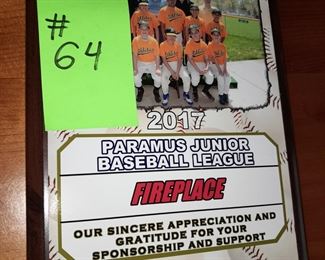 #
64
2017
PARAMUS JUNIOR
BASEBALL LEAGUE
FIREPLACE
OUR SINCERE APPRECIATION AND
GRATITUDE FOR YOUR
SPONSORSHIP AND SUPPORT